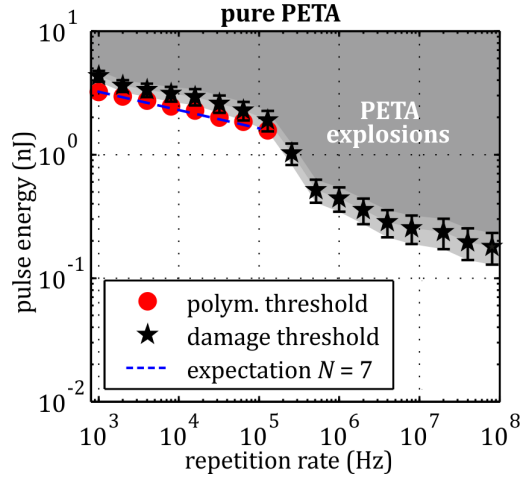 pure PETA
pulse energy (nJ)
10^1
10^0
10^-1
10^-2
PETA
explosions
polym. threshold
damage threshold
expectation N = 7
10^3
10^4
10^5
10^6
10^7
10^8
repetition rate (Hz)